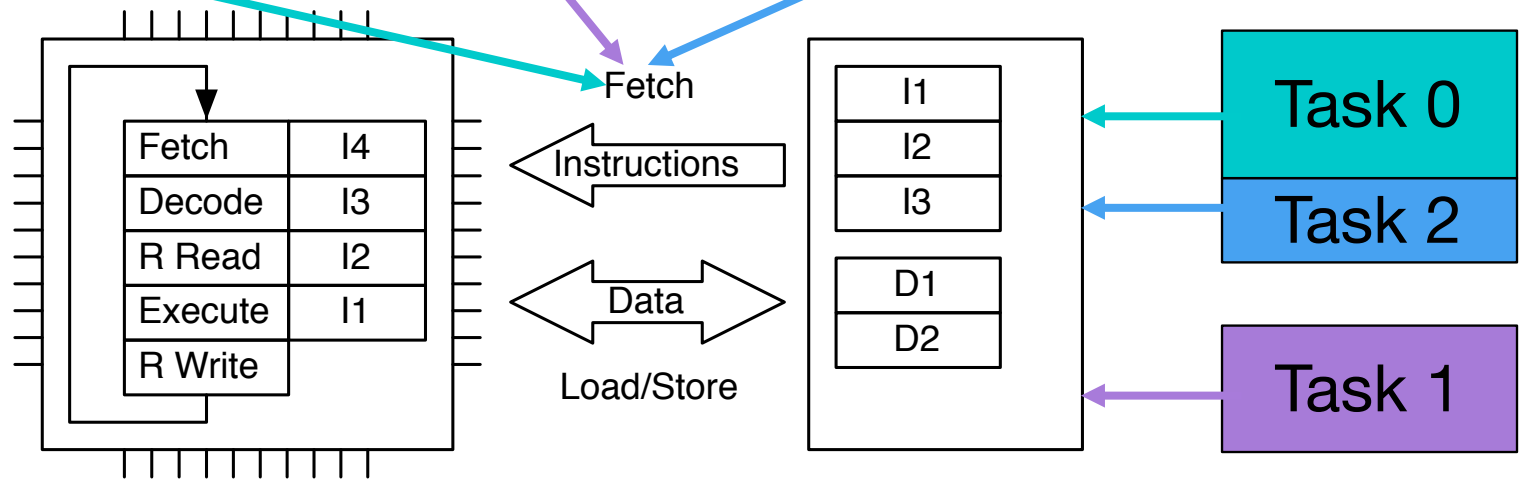 Fetch I4
Decode I3
R Read I2
Execute I1
R Write
Fetch
Instructions
Data
Load/Store
I1
I2
I3
D1
D2
Task 0
Task 2
Task 1